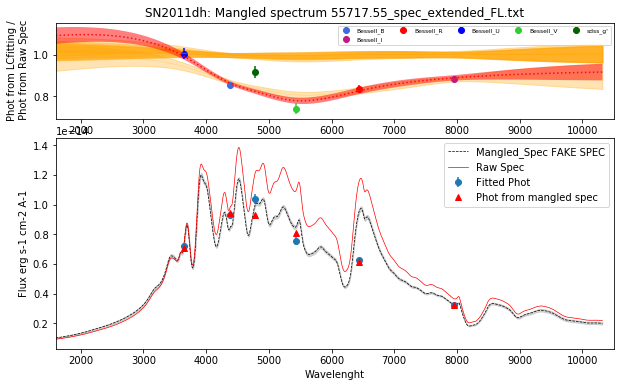 SN2011dh: Mangled spectrum 55717.55_spec_extended_FL.txt
Phot from LCfitting /
Phot from Raw Spec
1.0
0.8
Bessell_B
Bessell_I
Bessell_R
Bessell_U
Bessell_V
sdss_g'
2000 3000 4000 5000 6000 7000 8000 9000 10000
1e−14
Flux erg s-1 cm-2 A-1
1.4
1.2
1.0
0.8
0.6
0.4
0.2
Mangled_Spec FAKE SPEC
Raw Spec
Fitted Phot
Phot from mangled spec
2000 3000 4000 5000 6000 7000 8000 9000 10000
Wavelenght